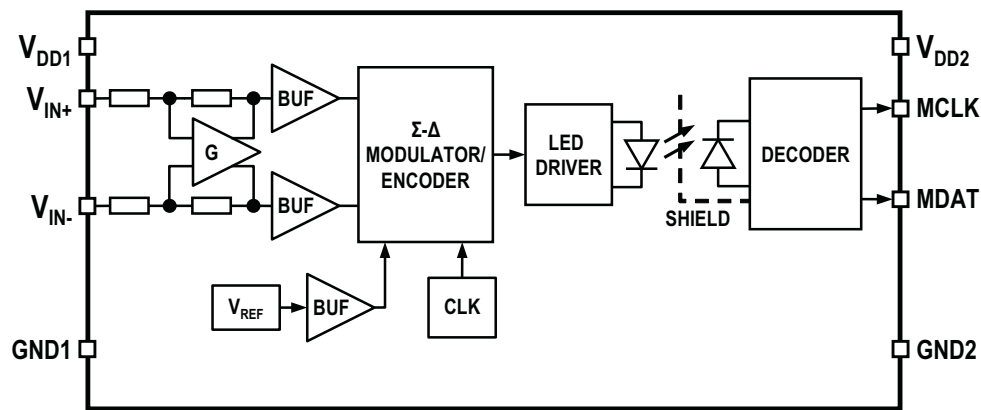 VDD1
VIN+
VIN-
GND1
BUF
G
BUF
VREF
BUF
Σ-Δ
MODULATOR/
ENCODER
CLK
LED
DRIVER
SHIELD
DECODER
VDD2
MCLK
MDAT
GND2